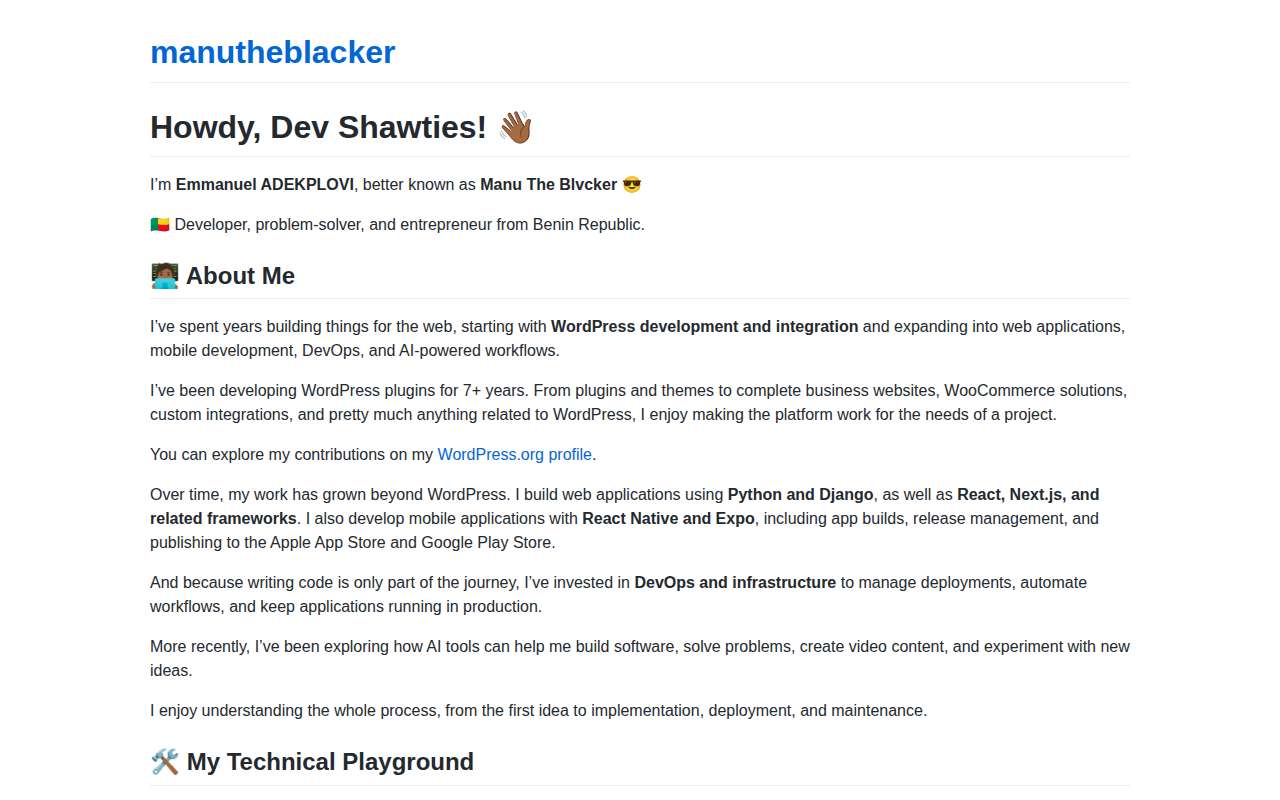 manutheblacker
Howdy, Dev Shawties! 👋🏾
I’m Emmanuel ADEKPLOVI, better known as Manu The Blvcker 😎
🇧🇯 Developer, problem-solver, and entrepreneur from Benin Republic.
🧑🏾‍💻 About Me
I’ve spent years building things for the web, starting with WordPress development and integration and expanding into web applications,
mobile development, DevOps, and AI-powered workflows.
I’ve been developing WordPress plugins for 7+ years. From plugins and themes to complete business websites, WooCommerce solutions,
custom integrations, and pretty much anything related to WordPress, I enjoy making the platform work for the needs of a project.
You can explore my contributions on my WordPress.org profile.
Over time, my work has grown beyond WordPress. I build web applications using Python and Django, as well as React, Next.js, and
related frameworks. I also develop mobile applications with React Native and Expo, including app builds, release management, and
publishing to the Apple App Store and Google Play Store.
And because writing code is only part of the journey, I’ve invested in DevOps and infrastructure to manage deployments, automate
workflows, and keep applications running in production.
More recently, I’ve been exploring how AI tools can help me build software, solve problems, create video content, and experiment with new
ideas.
I enjoy understanding the whole process, from the first idea to implementation, deployment, and maintenance.
🛠️ My Technical Playground